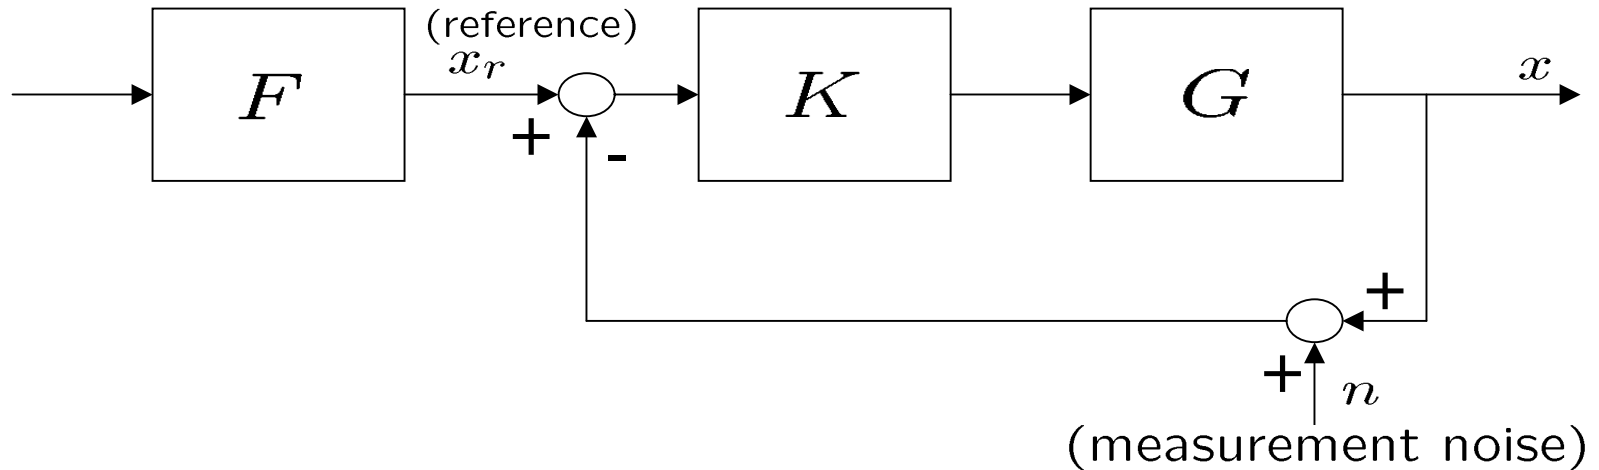 (reference)
x_r
F
K
G
x
+
-
+
+
n
(measurement noise)